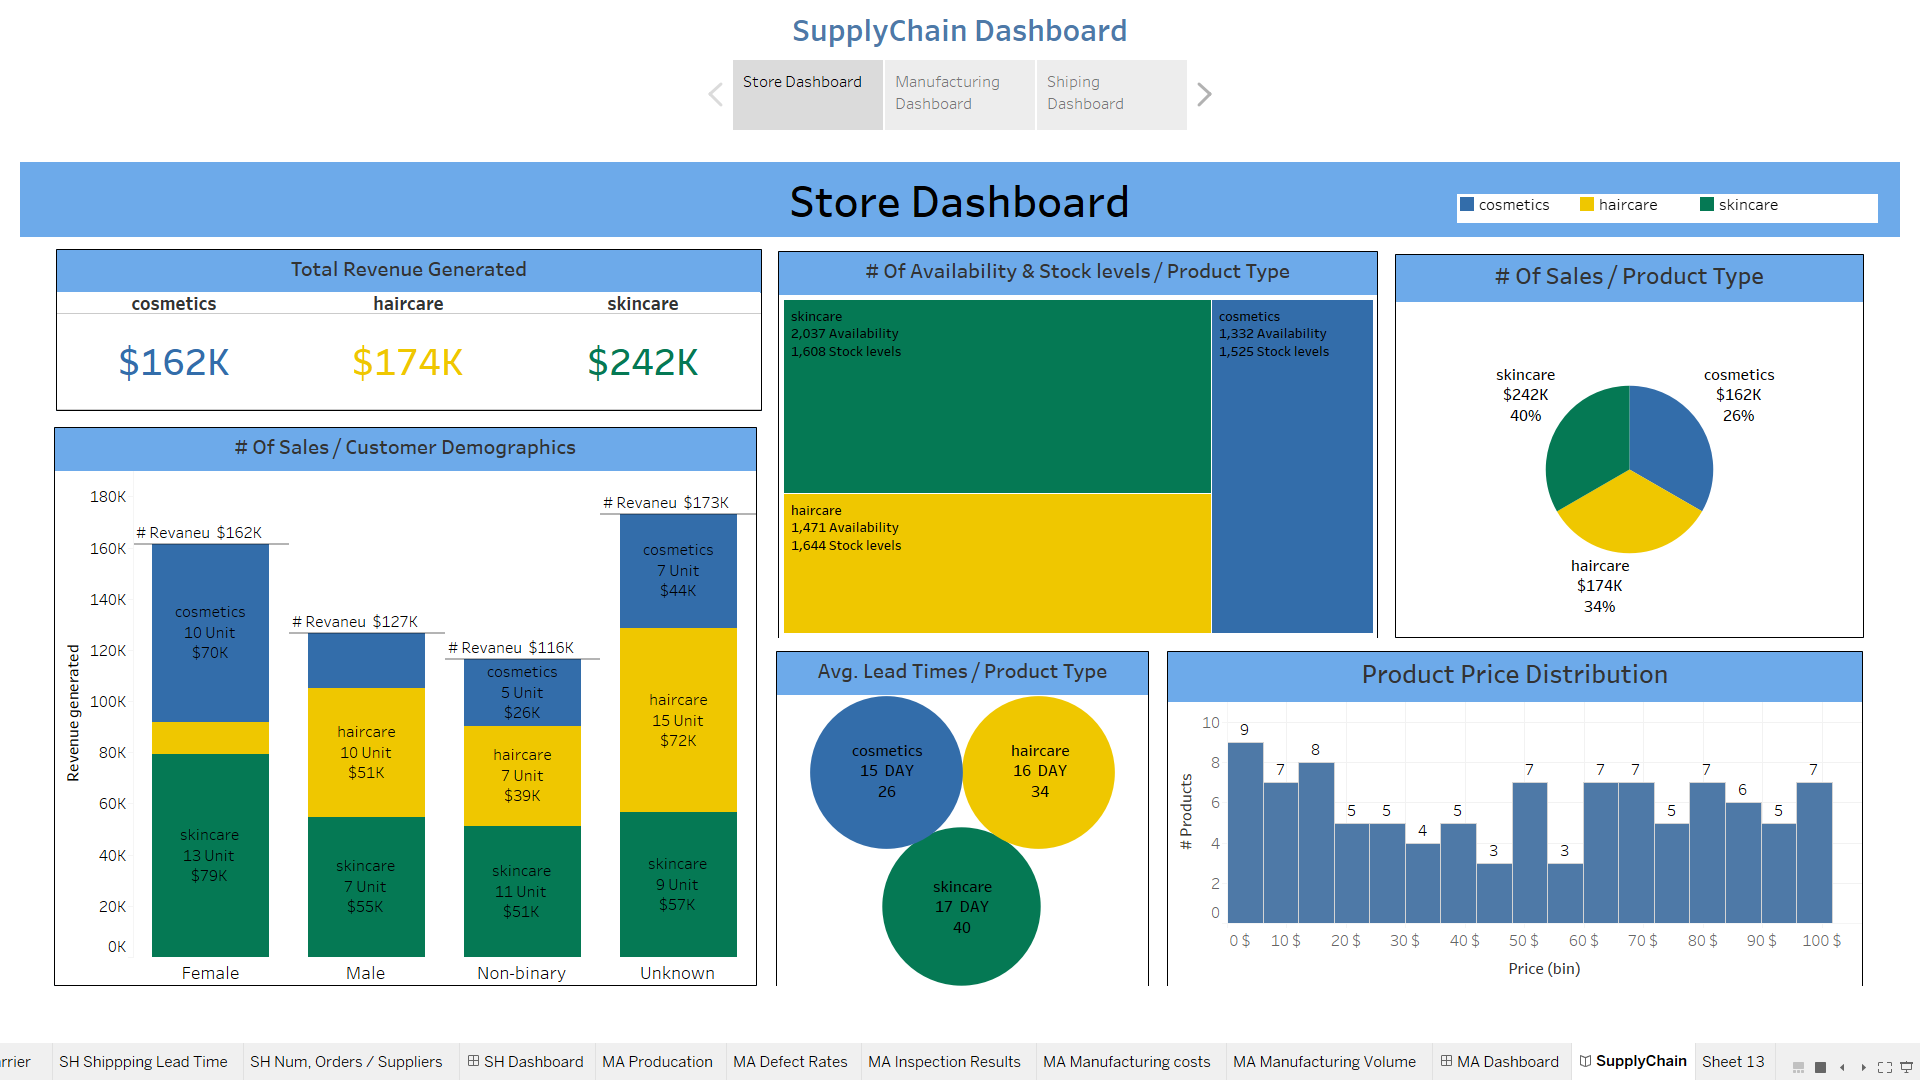 SupplyChain Dashboard
Store Dashboard
Manufacturing
Dashboard
Shiping
Dashboard
Store Dashboard
cosmetics
haircare
skincare
Total Revenue Generated
cosmetics
haircare
skincare
$162K
$174K
$242K
# Of Sales / Customer Demographics
Revenue generated
180K
160K
140K
120K
100K
80K
60K
40K
20K
0K
# Revaneu $162K
cosmetics
10 Unit
$70K
skincare
13 Unit
$79K
Female
# Revaneu $127K
haircare
10 Unit
$51K
skincare
7 Unit
$55K
Male
# Revaneu $116K
cosmetics
5 Unit
$26K
haircare
7 Unit
$39K
skincare
11 Unit
$51K
Non-binary
# Revaneu $173K
cosmetics
7 Unit
$44K
haircare
15 Unit
$72K
skincare
9 Unit
$57K
Unknown
# Of Availability & Stock levels / Product Type
skincare
2,037 Availability
1,608 Stock levels
haircare
1,471 Availability
1,644 Stock levels
cosmetics
1,332 Availability
1,525 Stock levels
# Of Sales / Product Type
skincare
$242K
40%
cosmetics
$162K
26%
haircare
$174K
34%
Avg. Lead Times / Product Type
cosmetics
15 DAY
26
haircare
16 DAY
34
skincare
17 DAY
40
Product Price Distribution
# Products
10
8
6
4
2
0
9
7
8
5
5
4
5
3
7
3
7
7
5
7
6
5
7
0 $
10 $
20 $
30 $
40 $
50 $
60 $
70 $
80 $
90 $
100 $
Price (bin)
rrier
SH Shippping Lead Time
SH Num, Orders / Suppliers
SH Dashboard
MA Producation
MA Defect Rates
MA Inspection Results
MA Manufacturing costs
MA Manufacturing Volume
MA Dashboard
SupplyChain
Sheet 13